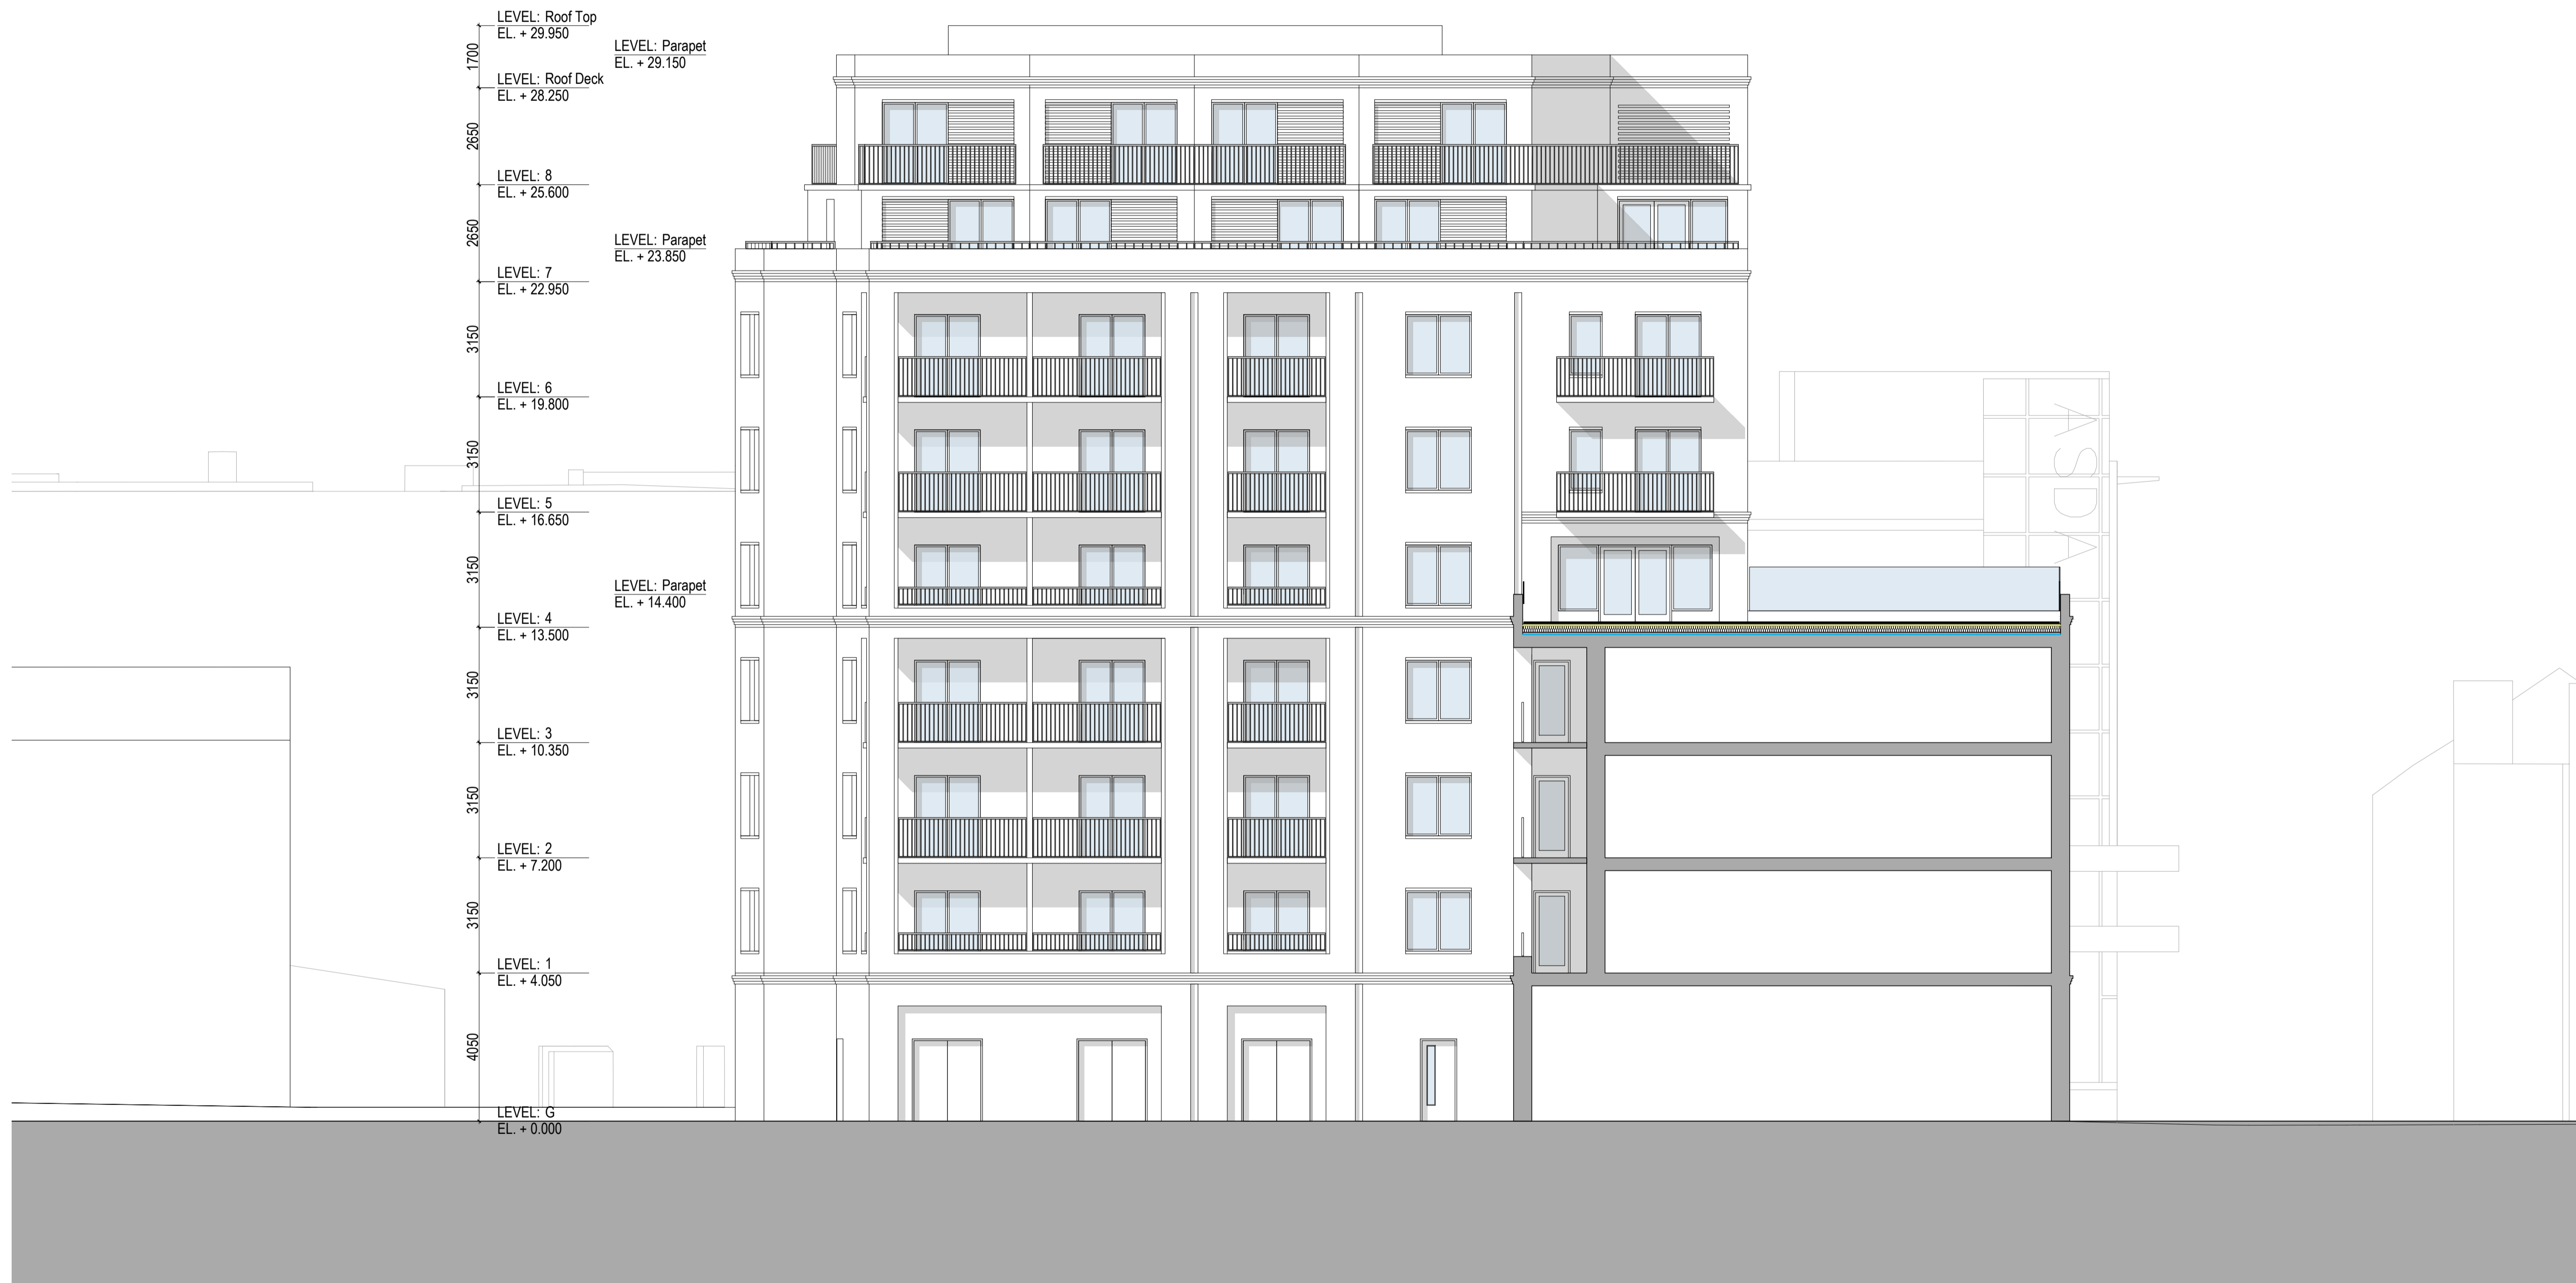 LEVEL: Roof Top
EL. + 29.950
LEVEL: Parapet
EL. + 29.150
1700
LEVEL: Roof Deck
EL. + 28.250
2650
LEVEL: 8
EL. + 25.600
2650
LEVEL: Parapet
EL. + 23.850
LEVEL: 7
EL. + 22.950
3150
LEVEL: 6
EL. + 19.800
ASDA
3150
LEVEL: 5
EL. + 16.650
3150
LEVEL: Parapet
EL. + 14.400
LEVEL: 4
EL. + 13.500
3150
LEVEL: 3
EL. + 10.350
3150
LEVEL: 2
EL. + 7.200
3150
LEVEL: 1
EL. + 4.050
4050
LEVEL: G
EL. + 0.000